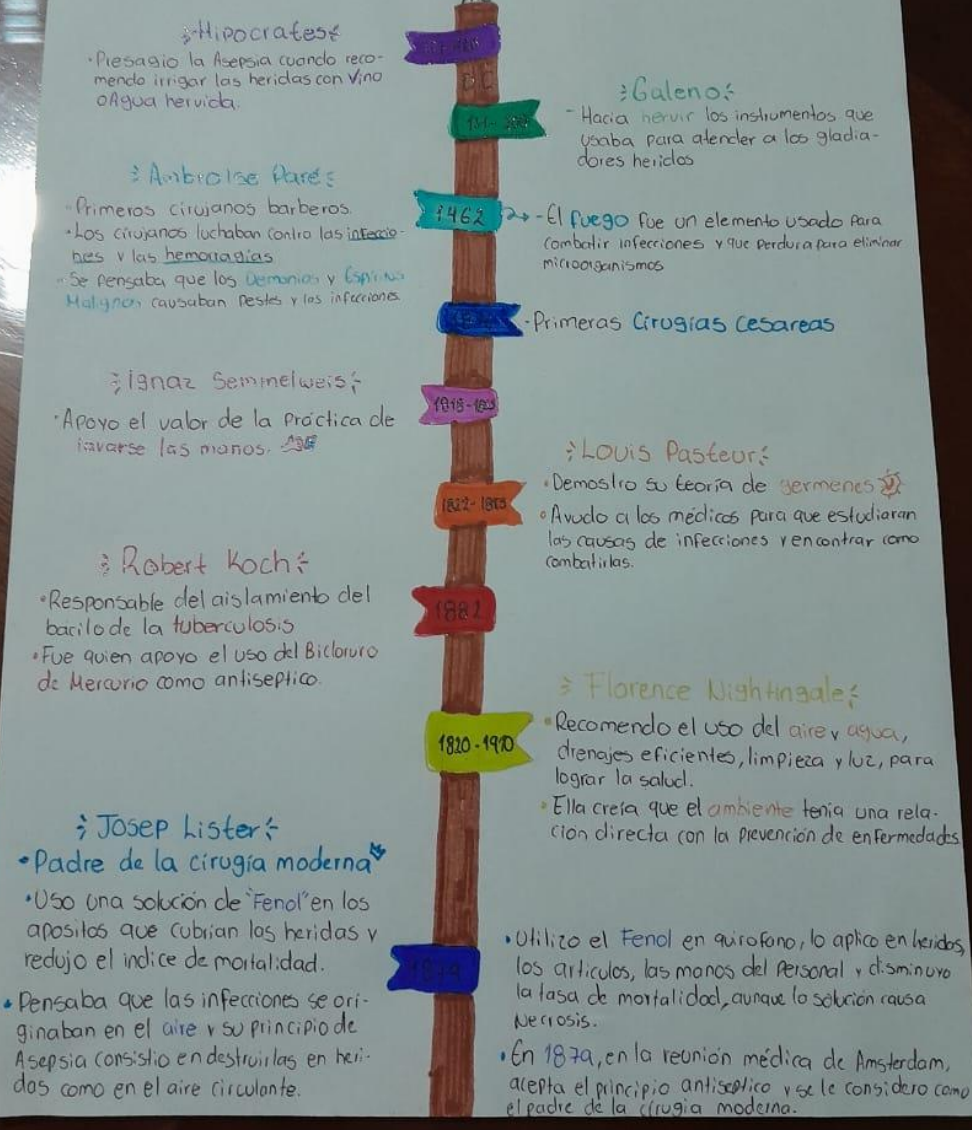 Hipocrates
·Presagio la Asepsia cuando reco-
mendo irrigar las heridas con Vino
o Agua hervida.
D.C
Galeno
- Hacia hervir los instrumentos que
usaba para atender a los gladia-
dores heridos
Ambroise Paré
·Primeros cirujanos barberos.
·Los cirujanos luchaban contra las infeccio-
nes y las hemorragias
·Se pensaba que los Demonios y Espiritus
Malignos causaban pestes y las infecciones.
1462
-El fuego fue un elemento usado para
combatir infecciones y que perdura para eliminar
microorganismos
-Primeras Cirugías Cesareas
Ignaz Semmelweis
·Apoyo el valor de la práctica de
lavarse las manos.
1818-
Louis Pasteur
·Demostro su teoría de germenes
·Ayudo a los médicos para que estudiaran
las causas de infecciones y encontrar como
combatirlas.
1822-1895
Robert Koch
·Responsable del aislamiento del
bacilo de la tuberculosis
·Fue quien apoyo el uso del Bicloruro
de Mercurio como antiseptico.
1882
Florence Nightingale
·Recomendo el uso del aire y agua,
drenajes eficientes, limpieza y luz, para
lograr la salud.
·Ella creía que el ambiente tenia una rela-
ción directa con la prevención de enfermedades
1820-1910
Josep Lister
·Padre de la cirugía moderna
·Uso una solución de "Fenol" en los
apositos que cubrian las heridas y
redujo el indice de mortalidad.
·Pensaba que las infecciones se ori-
ginaban en el aire y su principio de
Asepsia consistio en destruirlas en heri-
das como en el aire circulante.
1879
·Utilizo el Fenol en quirofono, lo aplico en heridas,
los articulos, las manos del Personal y disminuyo
la tasa de mortalidad, aunque la solución causa
Necrosis.
·En 1879, en la reunión médica de Amsterdam,
acepta el principio antiseptico y se le considero como
el padre de la cirugia moderna.